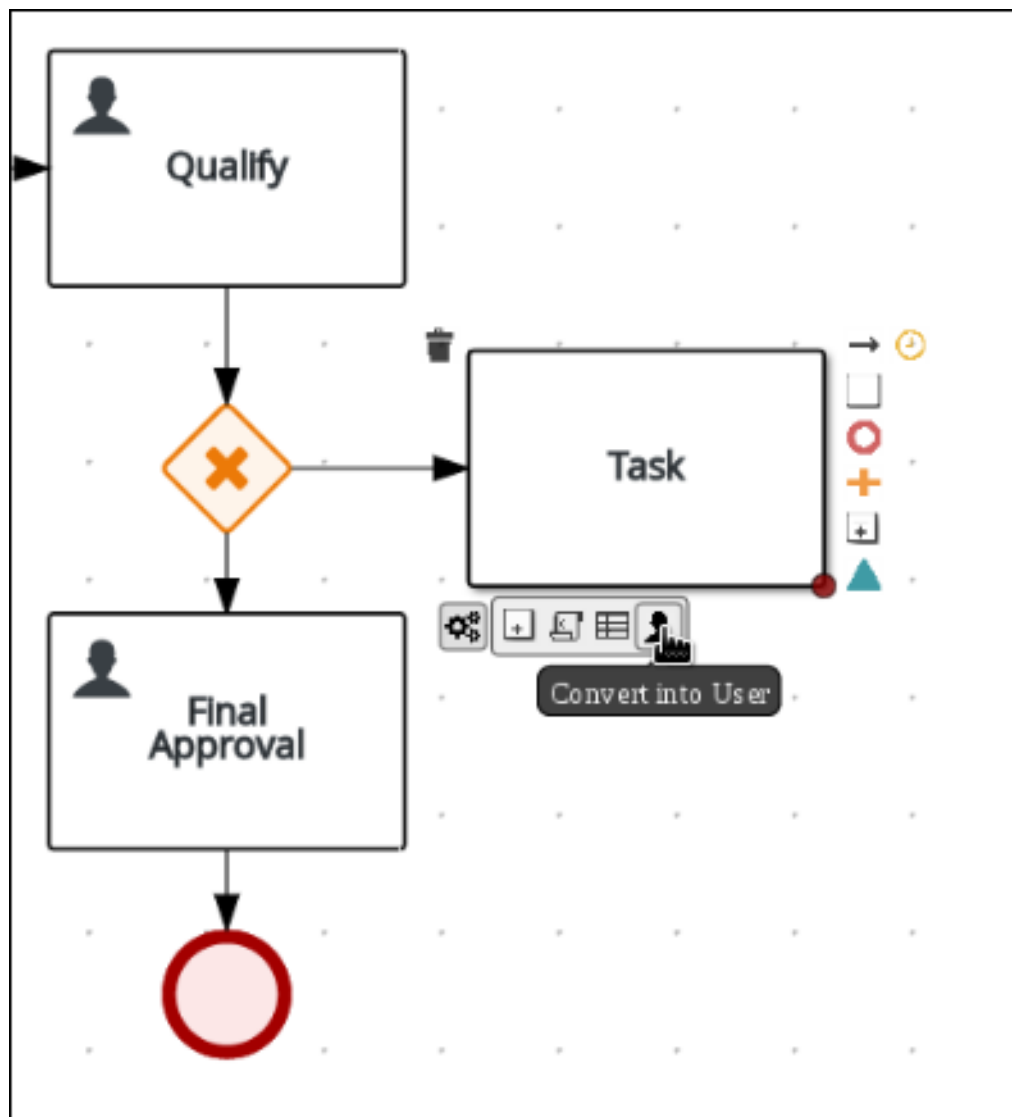 Qualify
Task
Convert into User
Final
Approval